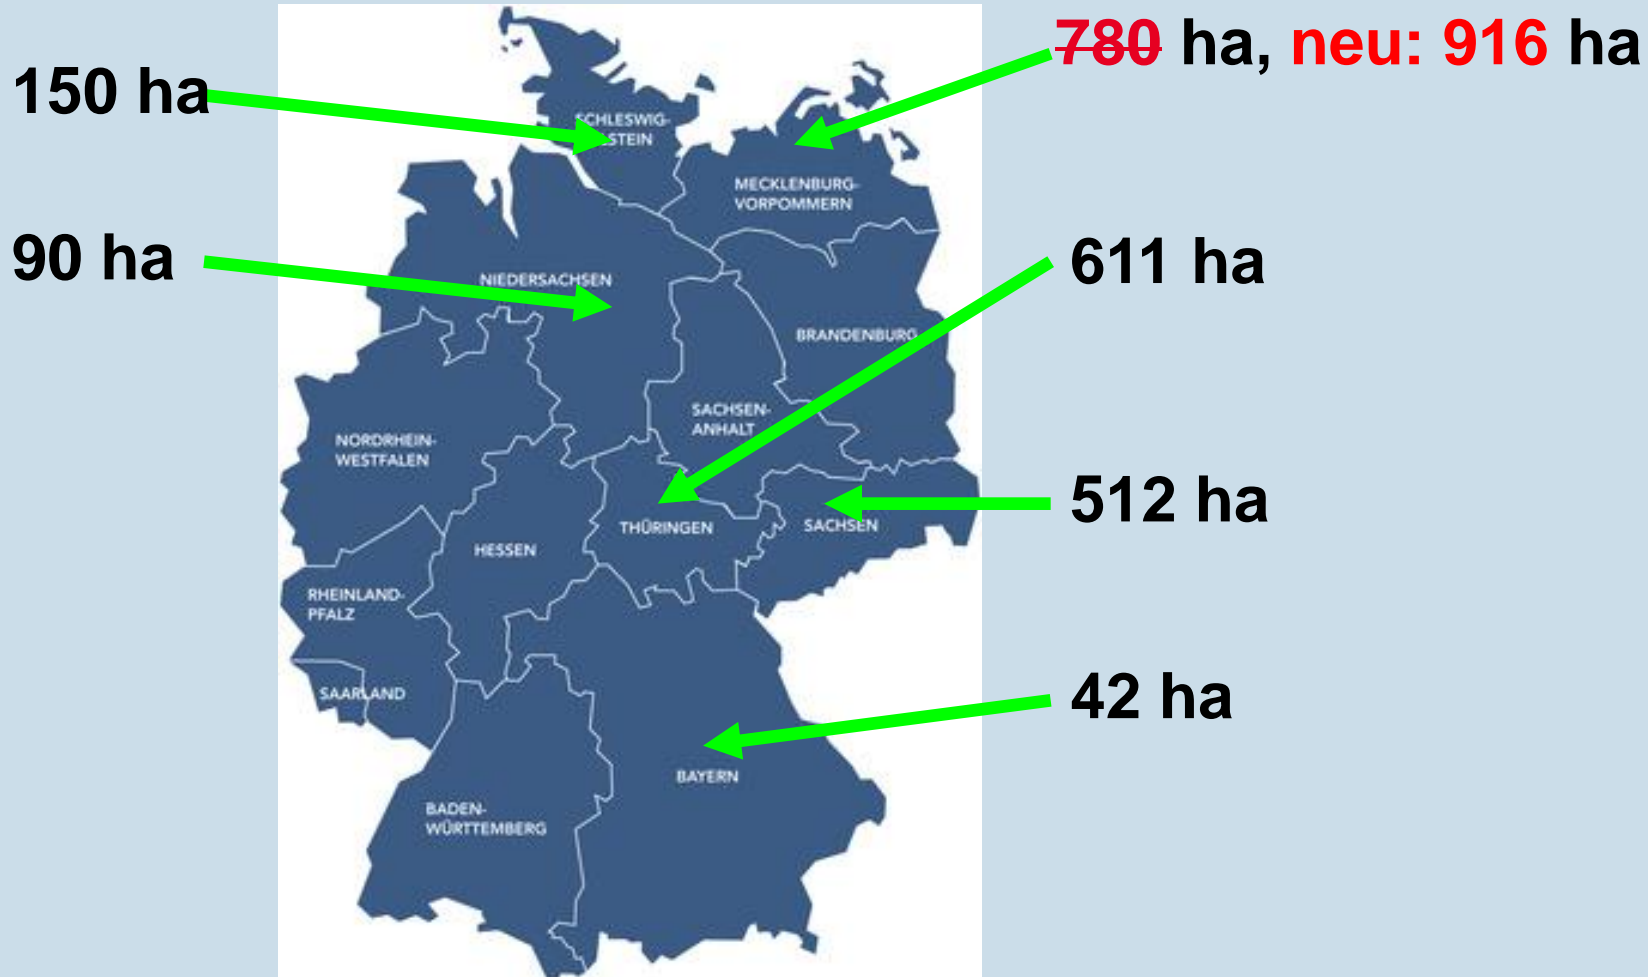 780 ha, neu: 916 ha
150 ha
SCHLESWIG-
STEIN
MECKLENBURG-
VORPOMMERN
90 ha
611 ha
NIEDERSACHSEN
BRANDENBURG
SACHSEN-
ANHALT
NORDRHEIN-
WESTFALEN
512 ha
THÜRINGEN
SACHSEN
HESSEN
RHEINLAND-
PFALZ
42 ha
SAARLAND
BAYERN
BADEN-
WÜRTTEMBERG